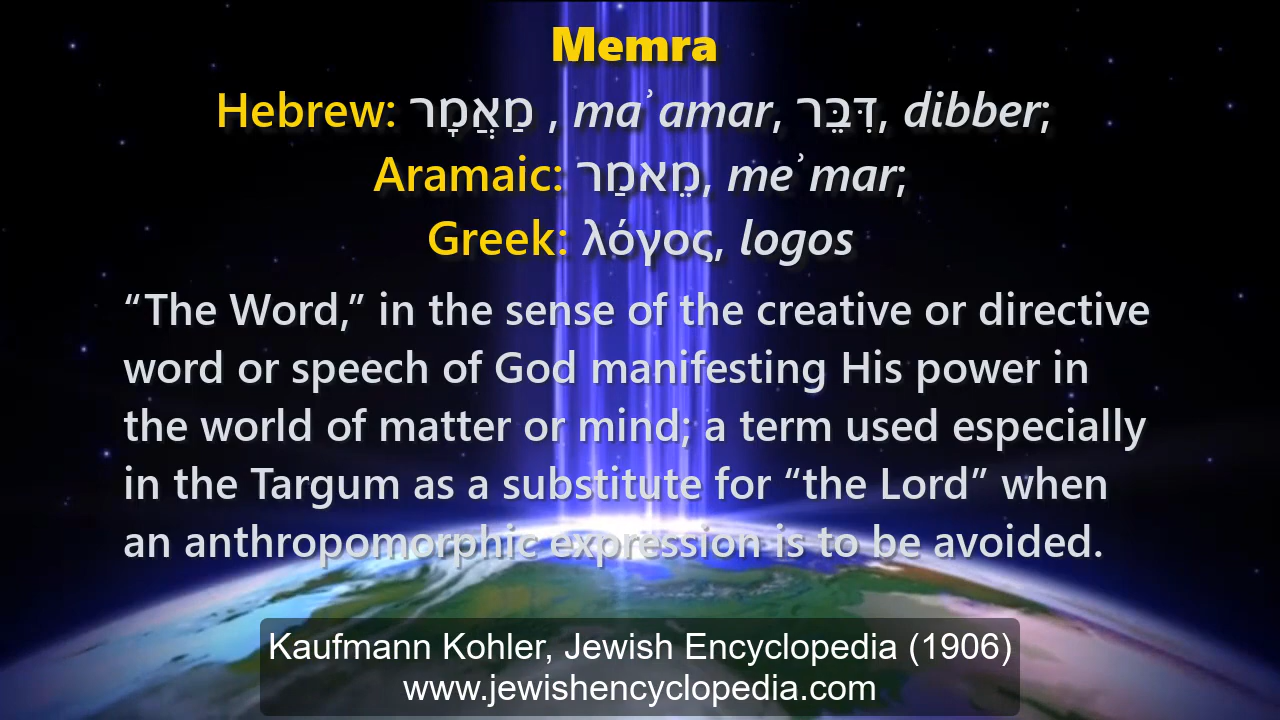 Memra
Hebrew: מַאֲמָר , maʾamar, דִּבֵּר, dibber;
Aramaic: מֵאמַר, meʾmar;
Greek: λόγος, logos
“The Word,” in the sense of the creative or directive
word or speech of God manifesting His power in
the world of matter or mind; a term used especially
in the Targum as a substitute for “the Lord” when
an anthropomorphic expression is to be avoided.
Kaufmann Kohler, Jewish Encyclopedia (1906)
www.jewishencyclopedia.com